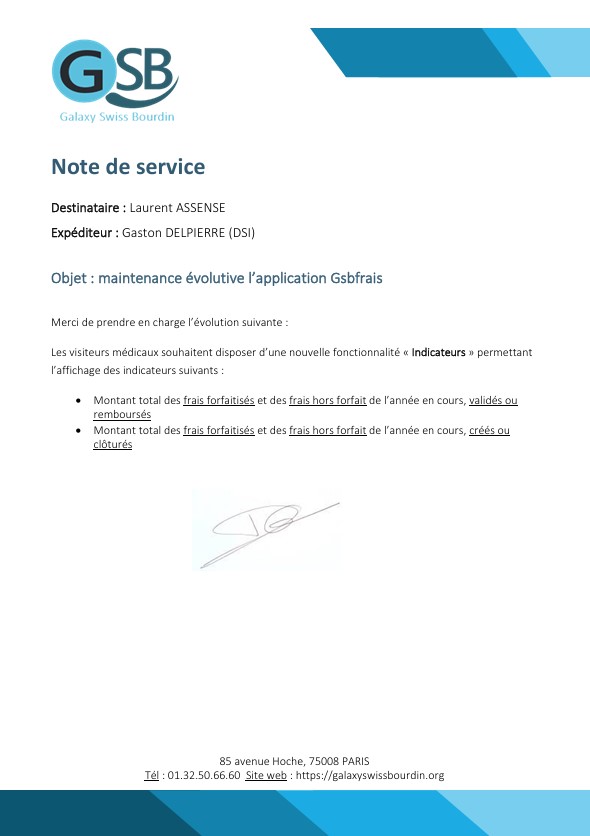 GSB
Galaxy Swiss Bourdin
Note de service
Destinataire : Laurent ASSENSE
Expéditeur : Gaston DELPIERRE (DSI)
Objet : maintenance évolutive l’application Gsbfrais
Merci de prendre en charge l’évolution suivante :
Les visiteurs médicaux souhaitent disposer d’une nouvelle fonctionnalité « Indicateurs » permettant
l’affichage des indicateurs suivants :
• Montant total des frais forfaitisés et des frais hors forfait de l’année en cours, validés ou
remboursés
• Montant total des frais forfaitisés et des frais hors forfait de l’année en cours, créés ou
clôturés
85 avenue Hoche, 75008 PARIS
Tél : 01.32.50.66.60 Site web : https://galaxyswissbourdin.org